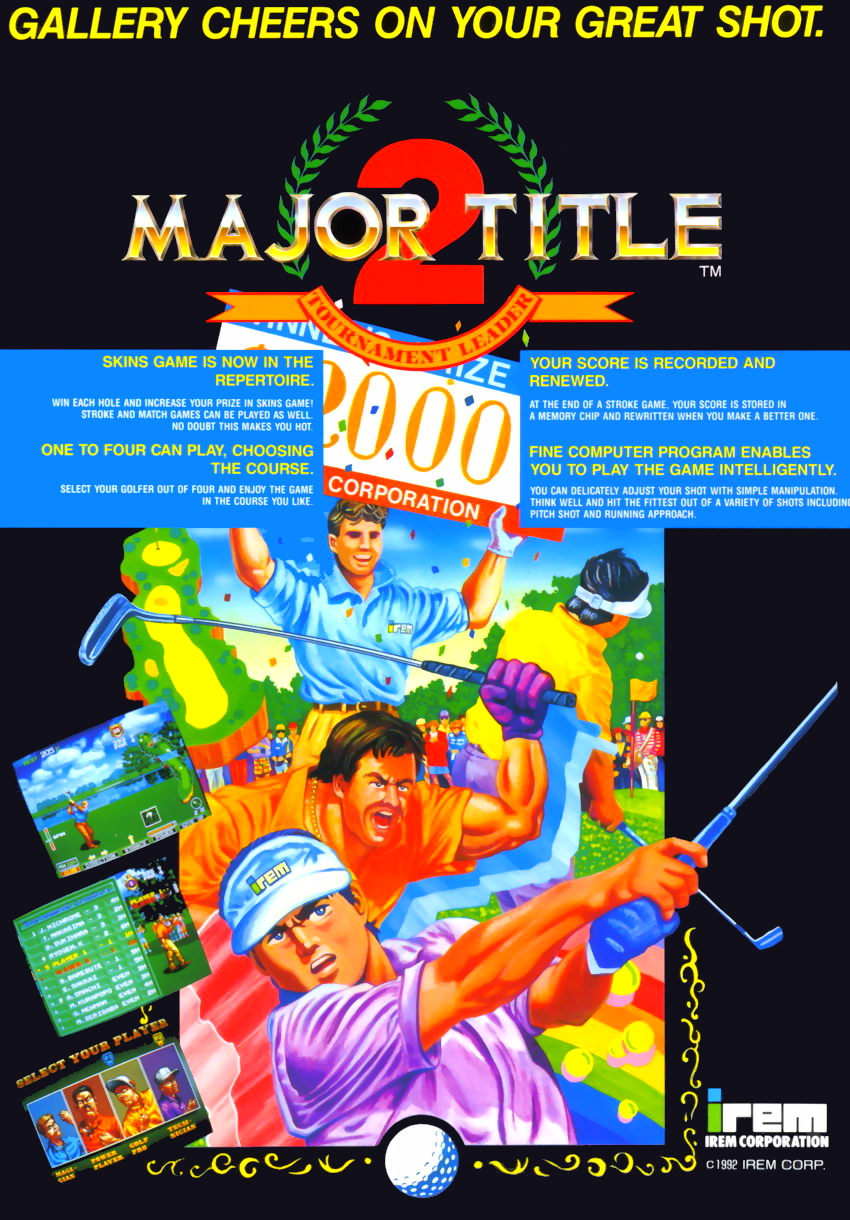 GALLERY CHEERS ON YOUR GREAT SHOT.
2
MAJOR TITLE
TM
TOURNAMENT LEADER
2000
CORPORATION
SKINS GAME IS NOW IN THE
REPERTOIRE.
WIN EACH HOLE AND INCREASE YOUR PRIZE IN SKINS GAME!
STROKE AND MATCH GAMES CAN BE PLAYED AS WELL.
NO DOUBT THIS MAKES YOU HOT.
ONE TO FOUR CAN PLAY, CHOOSING
THE COURSE.
SELECT YOUR GOLFER OUT OF FOUR AND ENJOY THE GAME
IN THE COURSE YOU LIKE.
YOUR SCORE IS RECORDED AND
RENEWED.
AT THE END OF A STROKE GAME, YOUR SCORE IS STORED IN
A MEMORY CHIP AND REWRITTEN WHEN YOU MAKE A BETTER ONE.
FINE COMPUTER PROGRAM ENABLES
YOU TO PLAY THE GAME INTELLIGENTLY.
YOU CAN DELICATELY ADJUST YOUR SHOT WITH SIMPLE MANIPULATION.
THINK WELL AND HIT THE FITTEST OUT OF A VARIETY OF SHOTS INCLUDING
PITCH SHOT AND RUNNING APPROACH.
irem
irem
PLAYER 1
SELECT YOUR PLAYER
MAGI-
CIAN
POWER
PLAYER
GOLF
PRO
TECH-
NICIAN
irem
IREM CORPORATION
©1992 IREM CORP.